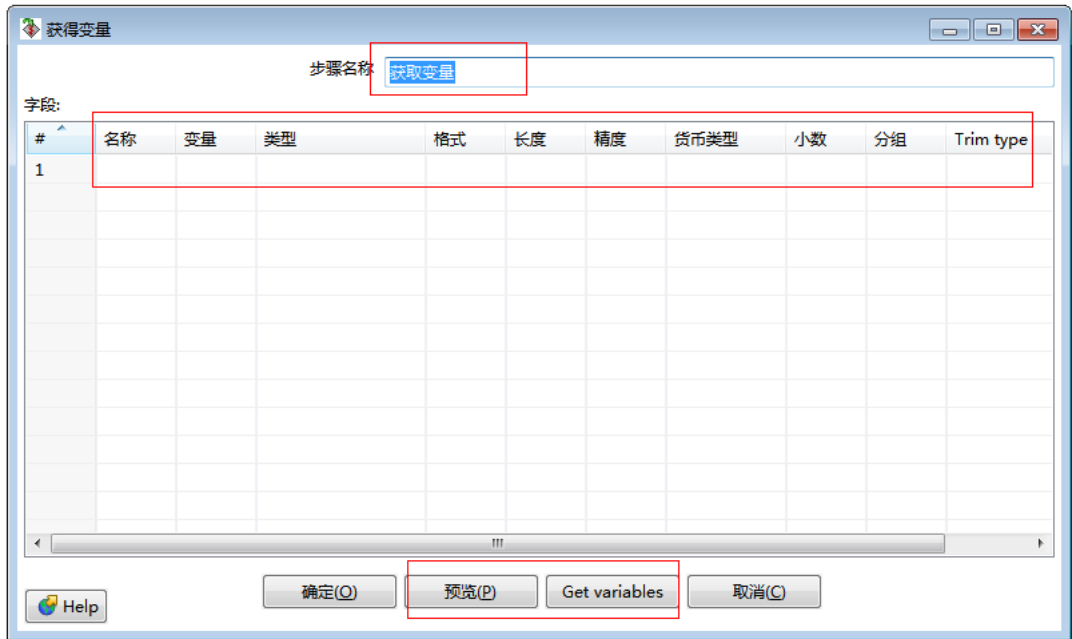 获得变量
步骤名称 获取变量
字段:
# 名称 变量 类型 格式 长度 精度 货币类型 小数 分组 Trim type
1
确定(O) 预览(P) Get variables 取消(C)
Help